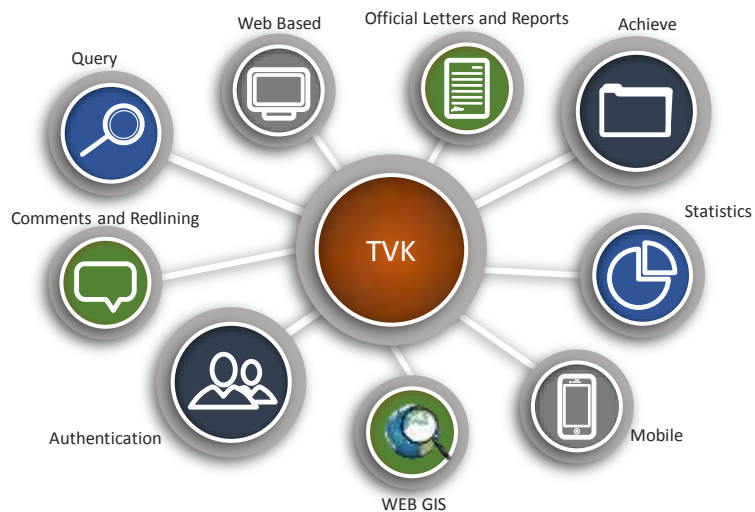 Web Based
Official Letters and Reports
Achieve
Query
Comments and Redlining
Statistics
TVK
Authentication
Mobile
WEB GIS